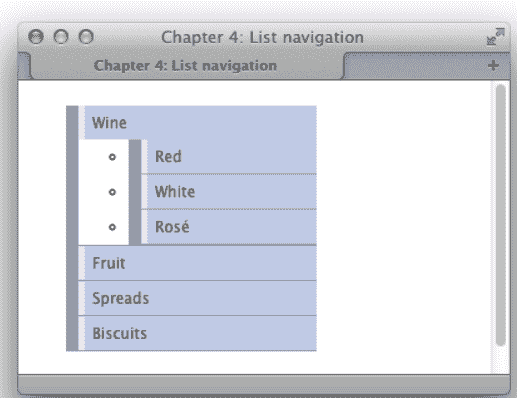 Chapter 4: List navigation
Chapter 4: List navigation
Wine
Red
White
Rosé
Fruit
Spreads
Biscuits